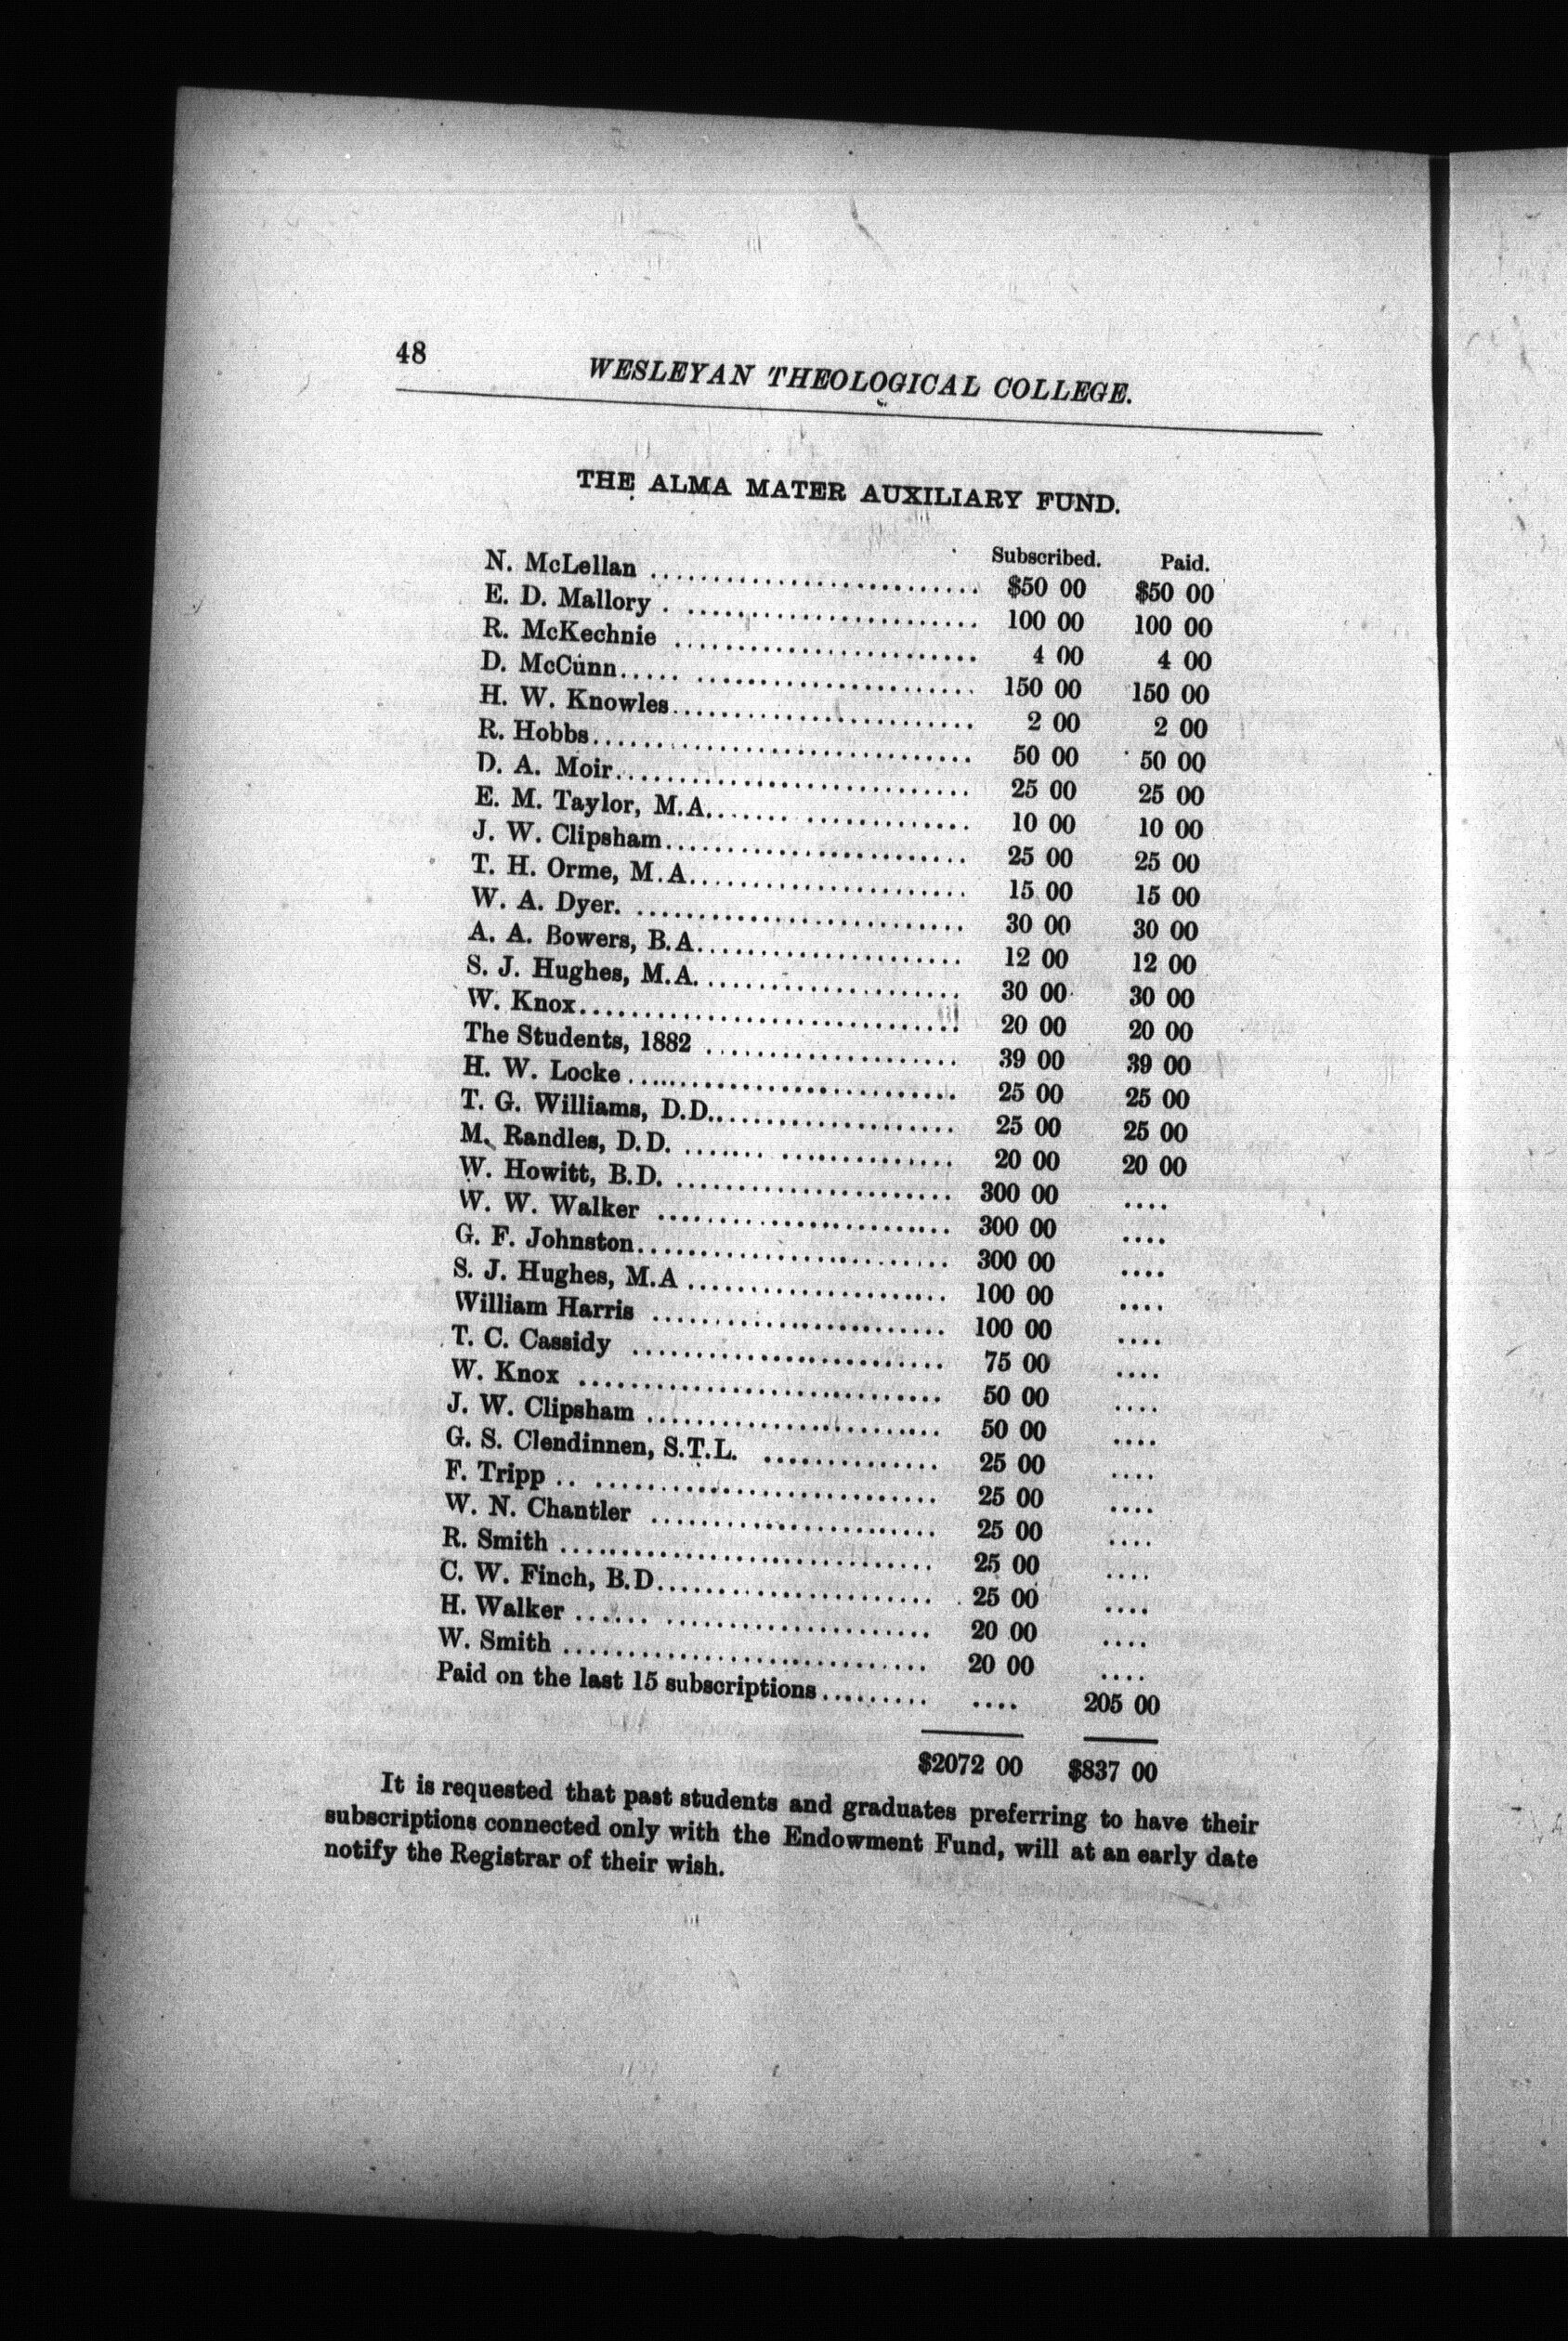 48
WESLEYAN THEOLOGICAL COLLEGE.
THE ALMA MATER AUXILIARY FUND.
Subscribed. Paid.
N. McLellan .......................... $50 00 $50 00
E. D. Mallory . ....................... 100 00 100 00
R. McKechnie ........................ 4 00 4 00
D. McCunn..... ...................... 150 00 150 00
H. W. Knowles........................ 2 00 2 00
R. Hobbs.............................. 50 00 50 00
D. A. Moir............................ 25 00 25 00
E. M. Taylor, M.A....... ............. 10 00 10 00
J. W. Clipsham........................ 25 00 25 00
T. H. Orme, M.A...................... 15 00 15 00
W. A. Dyer. .......................... 30 00 30 00
A. A. Bowers, B.A..................... 12 00 12 00
S. J. Hughes, M.A..................... 30 00 30 00
W. Knox.............................. 20 00 20 00
The Students, 1882 .................... 39 00 39 00
H. W. Locke .......................... 25 00 25 00
T. G. Williams, D.D................... 25 00 25 00
M. Randles, D.D. ....... .............. 20 00 20 00
W. Howitt, B.D. ...................... 300 00 ....
W. W. Walker ........................ 300 00 ....
G. F. Johnston......................... 300 00 ....
S. J. Hughes, M.A ..................... 100 00 ....
William Harris ........................ 100 00 ....
T. C. Cassidy ......................... 75 00 ....
W. Knox ............................. 50 00 ....
J. W. Clipsham ........................ 50 00 ....
G. S. Clendinnen, S.T.L. .............. 25 00 ....
F. Tripp .. ........................... 25 00 ....
W. N. Chantler ....................... 25 00 ....
R. Smith .............................. 25 00 ....
C. W. Finch, B.D...................... 25 00 ....
H. Walker ...... ..................... 20 00 ....
W. Smith ............................. 20 00 ....
Paid on the last 15 subscriptions......... .... 205 00
$2072 00 $837 00
It is requested that past students and graduates preferring to have their
subscriptions connected only with the Endowment Fund, will at an early date
notify the Registrar of their wish.